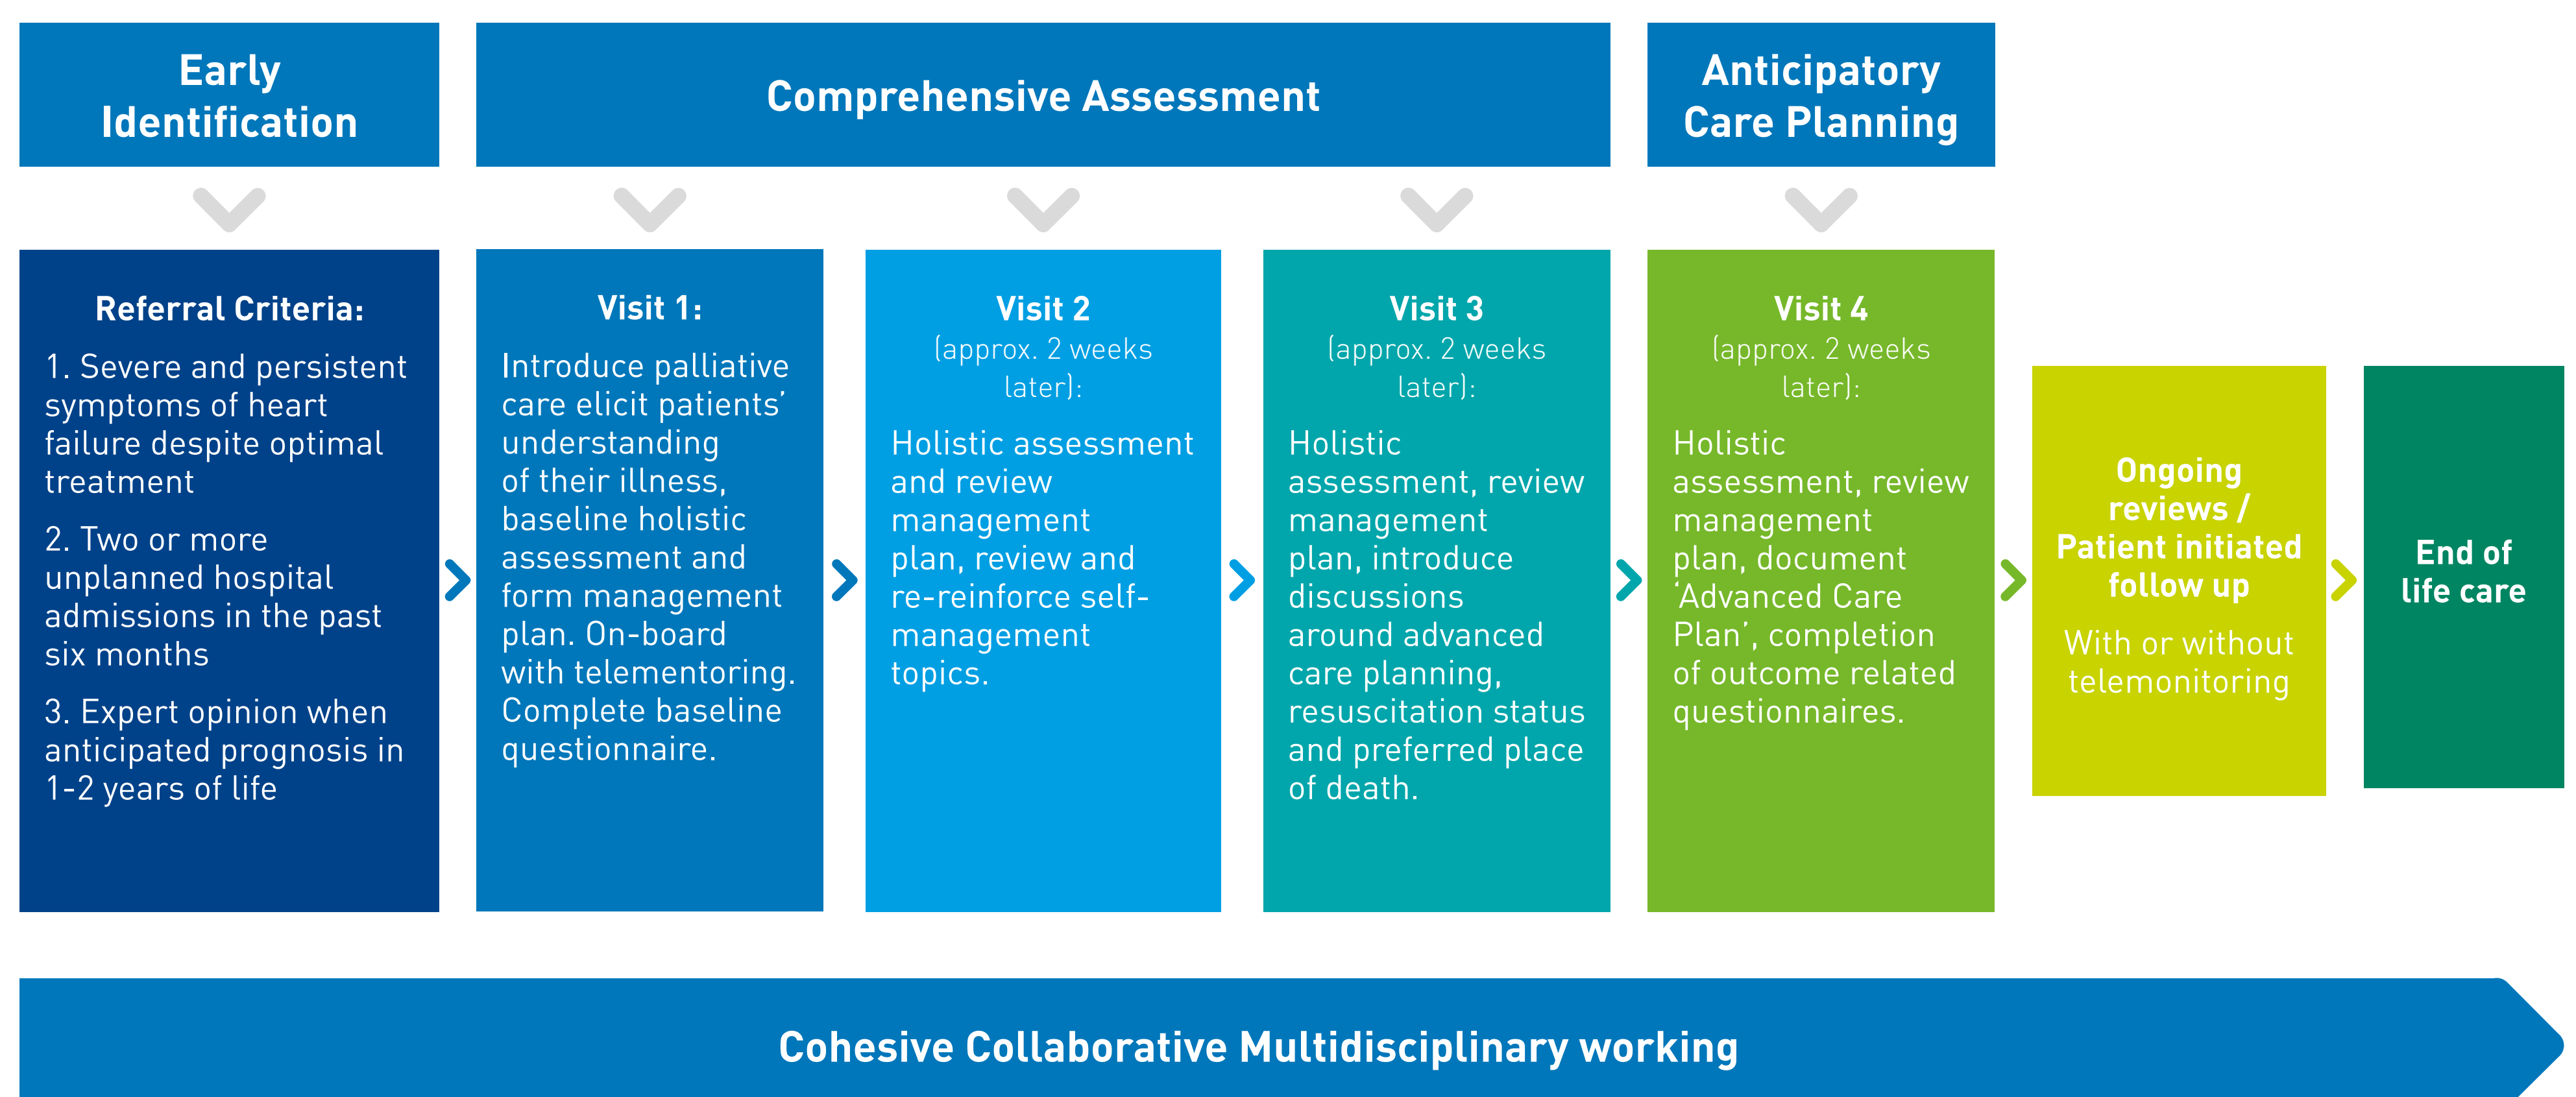 Early
Identification
Comprehensive Assessment
Anticipatory
Care Planning
Referral Criteria:
1. Severe and persistent
symptoms of heart
failure despite optimal
treatment
2. Two or more
unplanned hospital
admissions in the past
six months
3. Expert opinion when
anticipated prognosis in
1-2 years of life
Visit 1:
Introduce palliative
care elicit patients’
understanding
of their illness,
baseline holistic
assessment and
form management
plan. On-board
with telementoring.
Complete baseline
questionnaire.
Visit 2
(approx. 2 weeks
later):
Holistic assessment
and review
management
plan, review and
re-reinforce self-
management
topics.
Visit 3
(approx. 2 weeks
later):
Holistic
assessment, review
management
plan, introduce
discussions
around advanced
care planning,
resuscitation status
and preferred place
of death.
Visit 4
(approx. 2 weeks
later):
Holistic
assessment, review
management
plan, document
‘Advanced Care
Plan’, completion
of outcome related
questionnaires.
Ongoing
reviews /
Patient initiated
follow up
With or without
telemonitoring
End of
life care
Cohesive Collaborative Multidisciplinary working